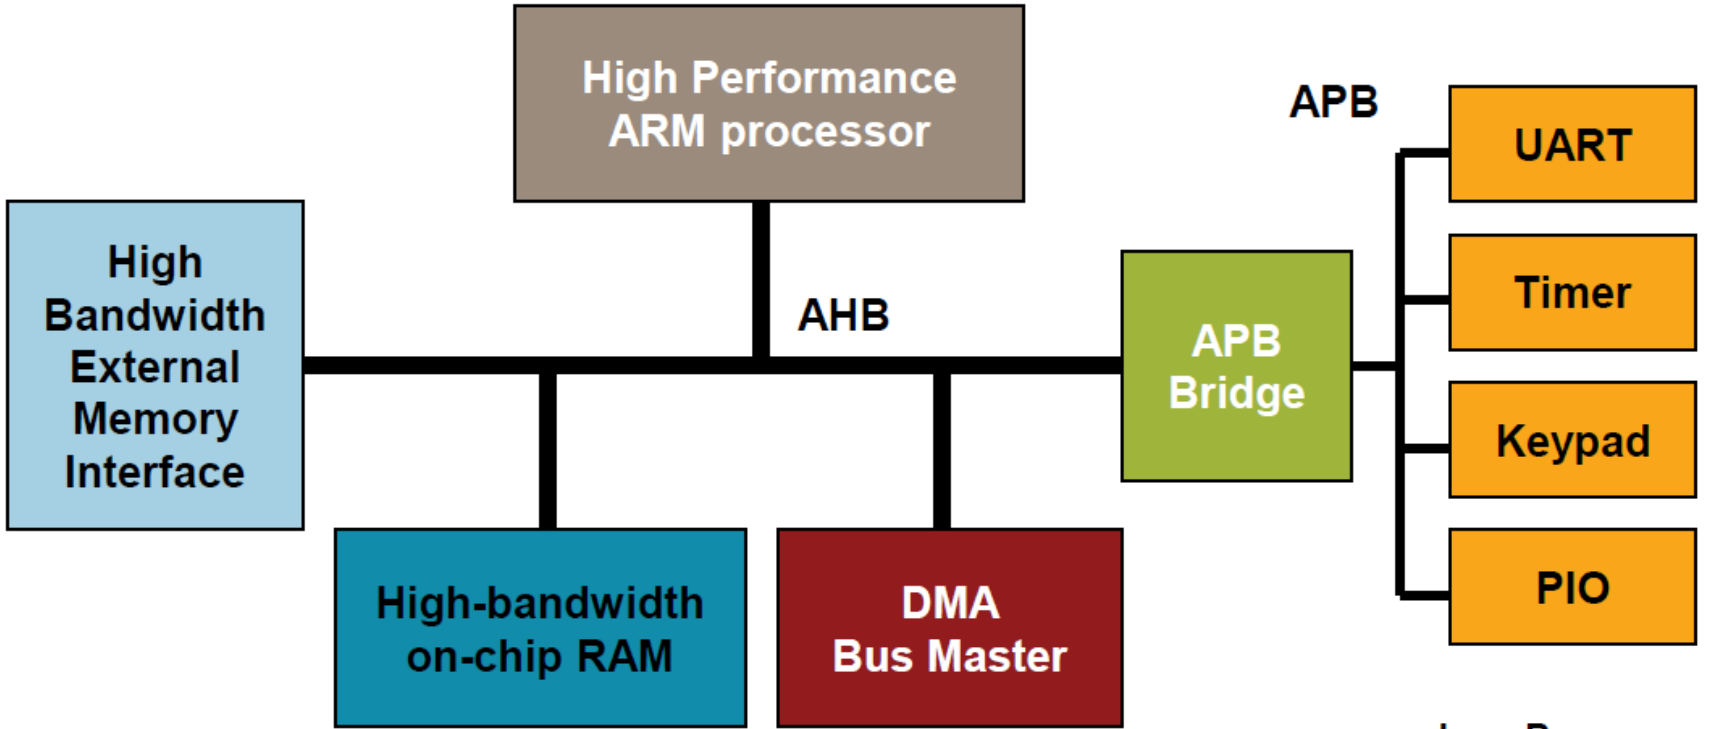 High Performance
ARM processor
APB
UART
High
Bandwidth
External
Memory
Interface
AHB
APB
Bridge
Timer
Keypad
High-bandwidth
on-chip RAM
DMA
Bus Master
PIO